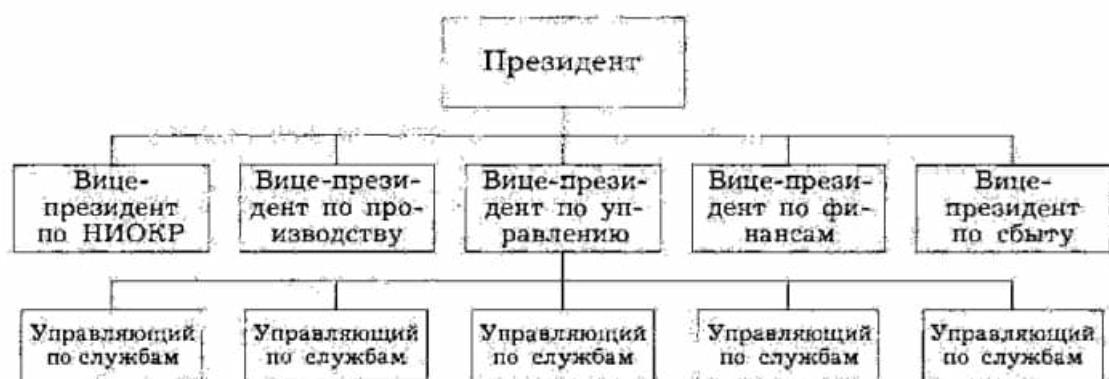 Президент
Вице-
президент
по НИОКР
Вице-прези-
дент по про-
изводству
Вице-прези-
дент по уп-
равлению
Вице-прези-
дент по фи-
нансам
Вице-
президент
по сбыту
Управляющий
по службам
Управляющий
по службам
Управляющий
по службам
Управляющий
по службам
Управляющий
по службам